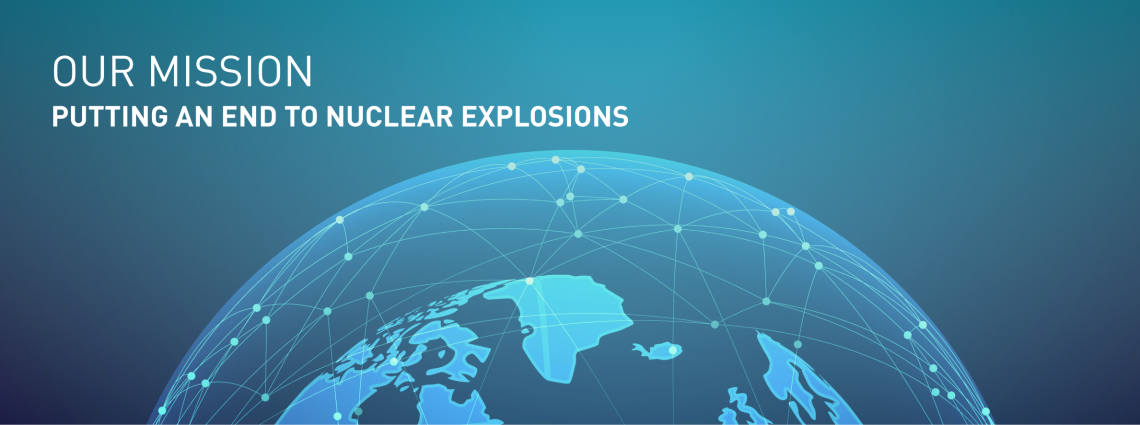 OUR MISSION
PUTTING AN END TO NUCLEAR EXPLOSIONS